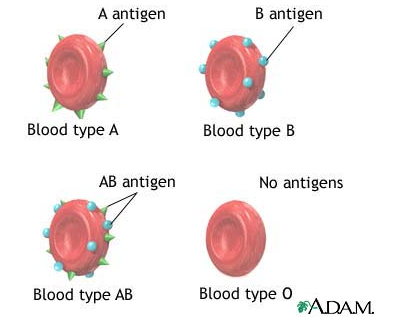 A antigen
B antigen
Blood type A
Blood type B
AB antigen
No antigens
Blood type AB
Blood type O
A.D.A.M.